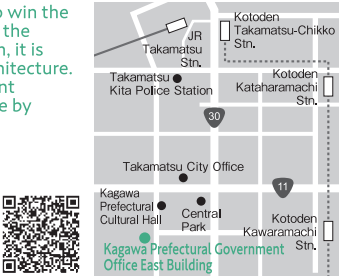 o win the
the
n, it is
hitecture.
nt
e by
JR
Takamatsu
Stn.
Kotoden
Takamatsu-Chikko
Stn.
Takamatsu
Kita Police Station
Kotoden
Kataharamachi
Stn.
30
Takamatsu City Office
11
Kagawa
Prefectural
Cultural Hall
Central
Park
Kotoden
Kawaramachi
Stn.
Kagawa Prefectural Government
Office East Building